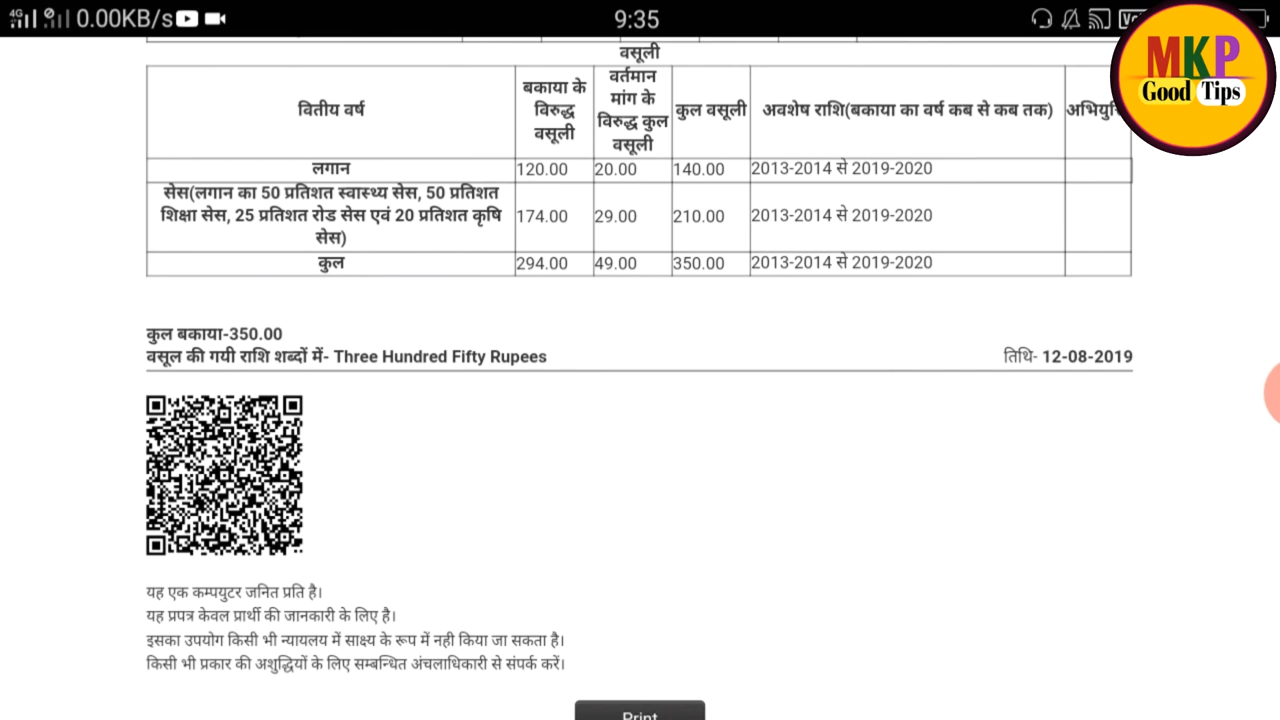 4G 0.00KB/s 9:35
MKP
Good Tips
वसूली
वितीय वर्ष
बकाया के
विरुद्ध
वसूली
वर्तमान
मांग के
विरुद्ध कुल
वसूली
कुल वसूली
अवशेष राशि(बकाया का वर्ष कब से कब तक)
लगान 120.00 20.00 140.00 2013-2014 से 2019-2020
सेस(लगान का 50 प्रतिशत स्वास्थ्य सेस, 50 प्रतिशत
शिक्षा सेस, 25 प्रतिशत रोड सेस एवं 20 प्रतिशत कृषि
सेस)
174.00 29.00 210.00 2013-2014 से 2019-2020
कुल 294.00 49.00 350.00 2013-2014 से 2019-2020
कुल बकाया-350.00
वसूल की गयी राशि शब्दों में- Three Hundred Fifty Rupees तिथि- 12-08-2019
यह एक कम्पयुटर जनित प्रति है।
यह प्रपत्र केवल प्रार्थी की जानकारी के लिए है।
इसका उपयोग किसी भी न्यायलय में साक्ष्य के रूप में नही किया जा सकता है।
किसी भी प्रकार की अशुद्धियों के लिए सम्बन्धित अंचलाधिकारी से संपर्क करें।
Print